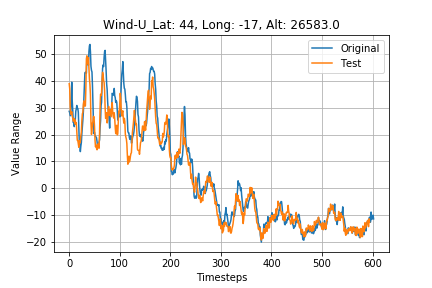 Wind-U_Lat: 44, Long: -17, Alt: 26583.0
Original
Test
Value Range
50
40
30
20
10
0
−10
−20
0 100 200 300 400 500 600
Timesteps